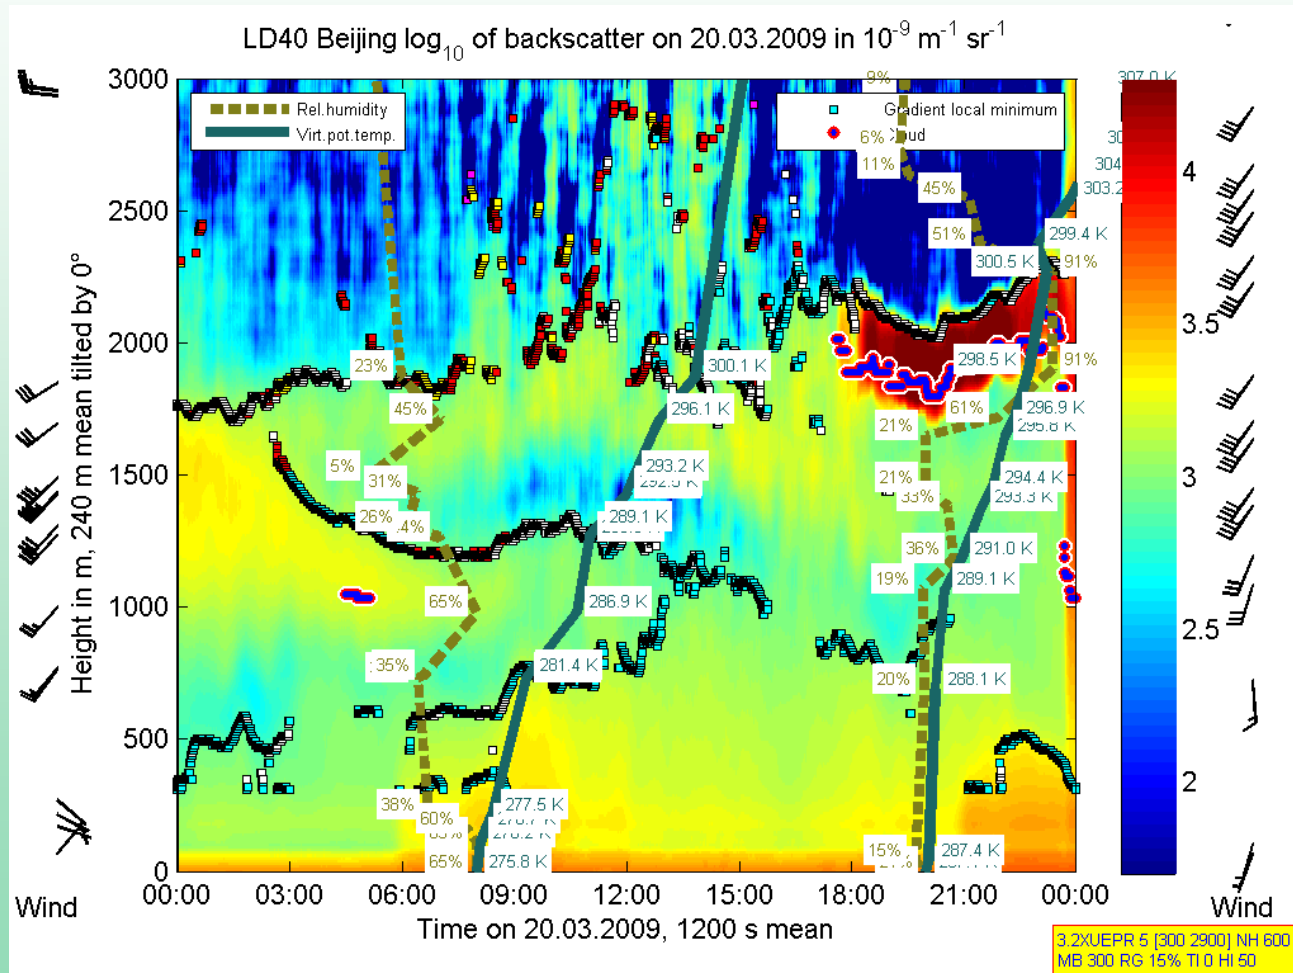 LD40 Beijing log10 of backscatter on 20.03.2009 in 10-9 m-1 sr-1
3000
2500
2000
1500
1000
500
0
Height in m, 240 m mean tilted by 0°
Rel.humidity
Virt.pot.temp.
Gradient local minimum
9%
6%
11%
45%
51%
91%
91%
61%
21%
21%
33%
36%
19%
20%
15%
23%
45%
5%
31%
26%
35%
65%
38%
60%
65%
300.1 K
296.1 K
293.2 K
289.1 K
286.9 K
281.4 K
277.5 K
275.8 K
307.0 K
303.2
299.4 K
300.5 K
298.5 K
296.9 K
295.8 K
294.4 K
293.3 K
291.0 K
289.1 K
288.1 K
287.4 K
4
3.5
3
2.5
2
00:00
03:00
06:00
09:00
12:00
15:00
18:00
21:00
00:00
Wind
Wind
Time on 20.03.2009, 1200 s mean
3.2XUEPR 5 [300 2900] NH 600
MB 300 RG 15% TI 0 HI 50